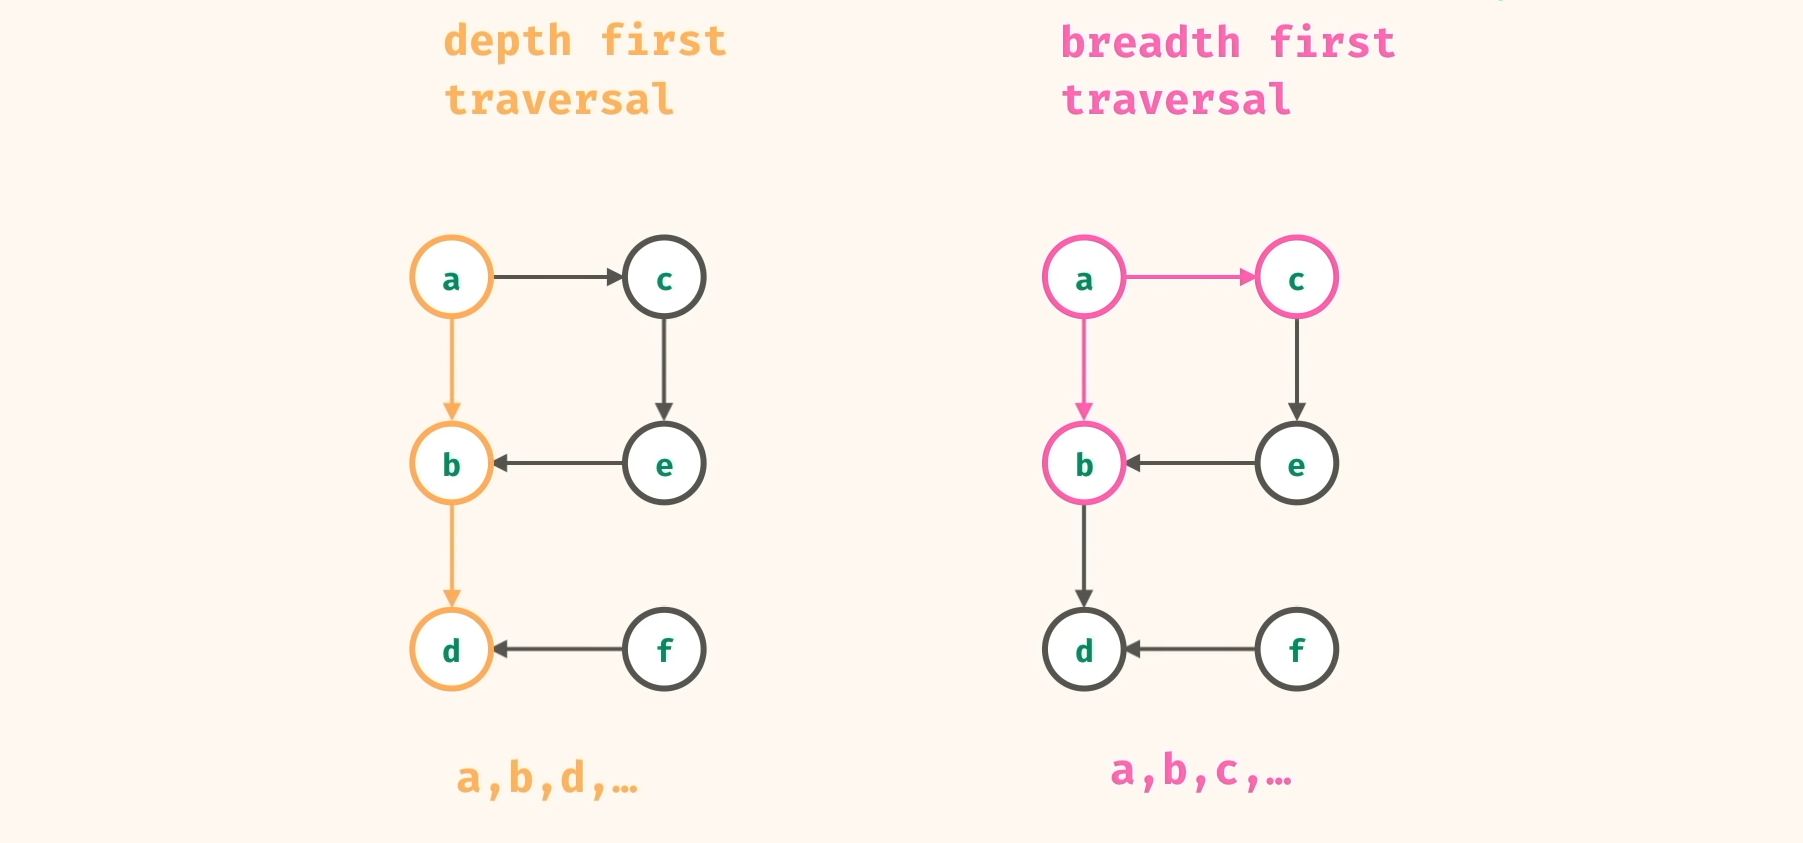 depth first
traversal
a
c
b
e
d
f
a,b,d,…
breadth first
traversal
a
c
b
e
d
f
a,b,c,…